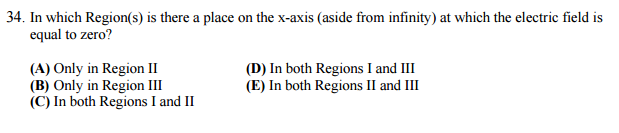 34. In which Region(s) is there a place on the x-axis (aside from infinity) at which the electric field is
equal to zero?
(A) Only in Region II
(B) Only in Region III
(C) In both Regions I and II
(D) In both Regions I and III
(E) In both Regions II and III